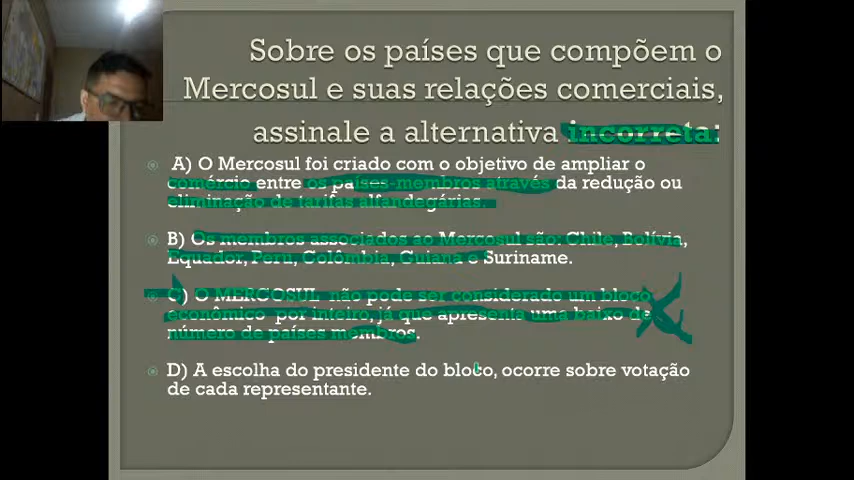 Sobre os países que compõem o
Mercosul e suas relações comerciais,
assinale a alternativa incorreta:
A) O Mercosul foi criado com o objetivo de ampliar o
comércio entre os países-membros através da redução ou
eliminação de tarifas alfandegárias.
B) Os membros associados ao Mercosul são: Chile, Bolívia,
Equador, Peru, Colômbia, Guiana e Suriname.
C) O MERCOSUL não pode ser considerado um bloco
econômico por inteiro, já que apresenta uma baixo de
número de países membros.
D) A escolha do presidente do bloco, ocorre sobre votação
de cada representante.